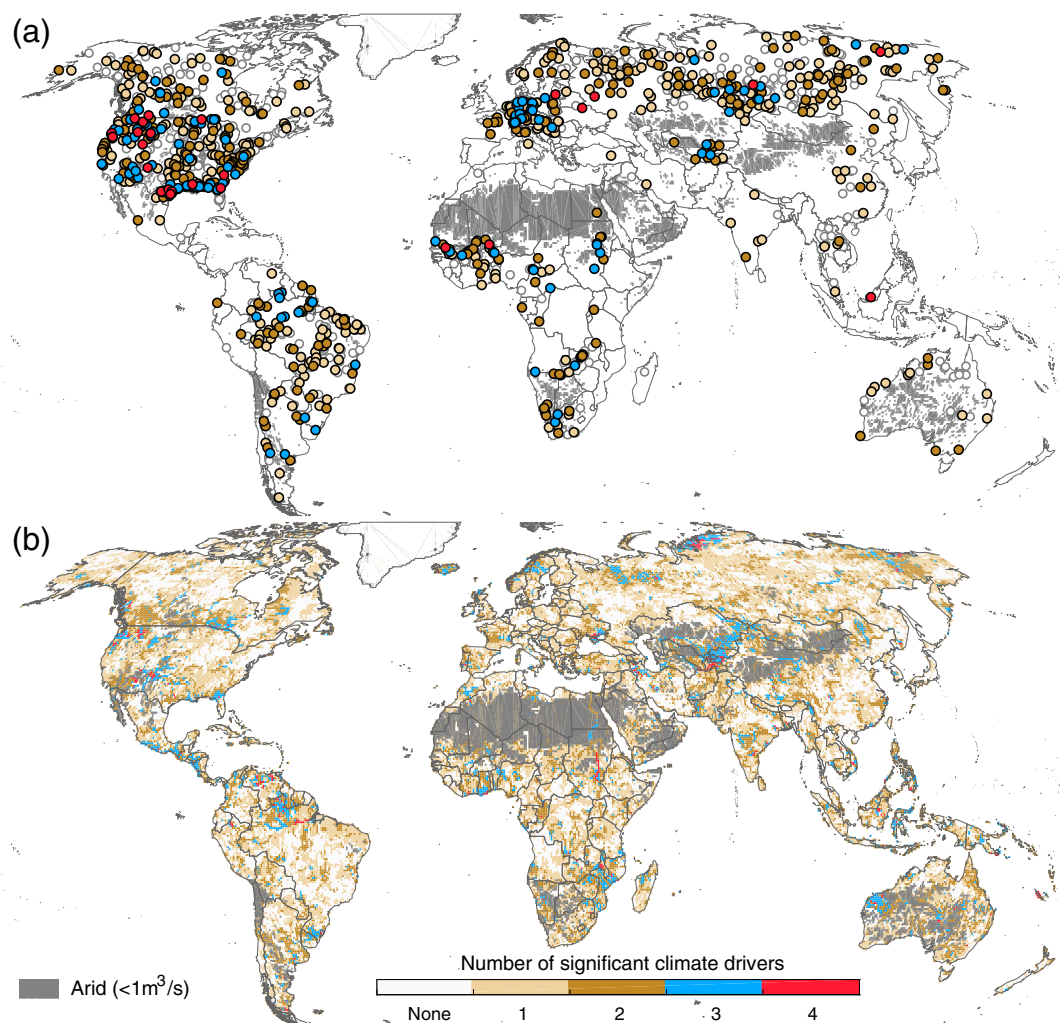 (a)
(b)
Arid (<1m³/s)
Number of significant climate drivers
None 1 2 3 4